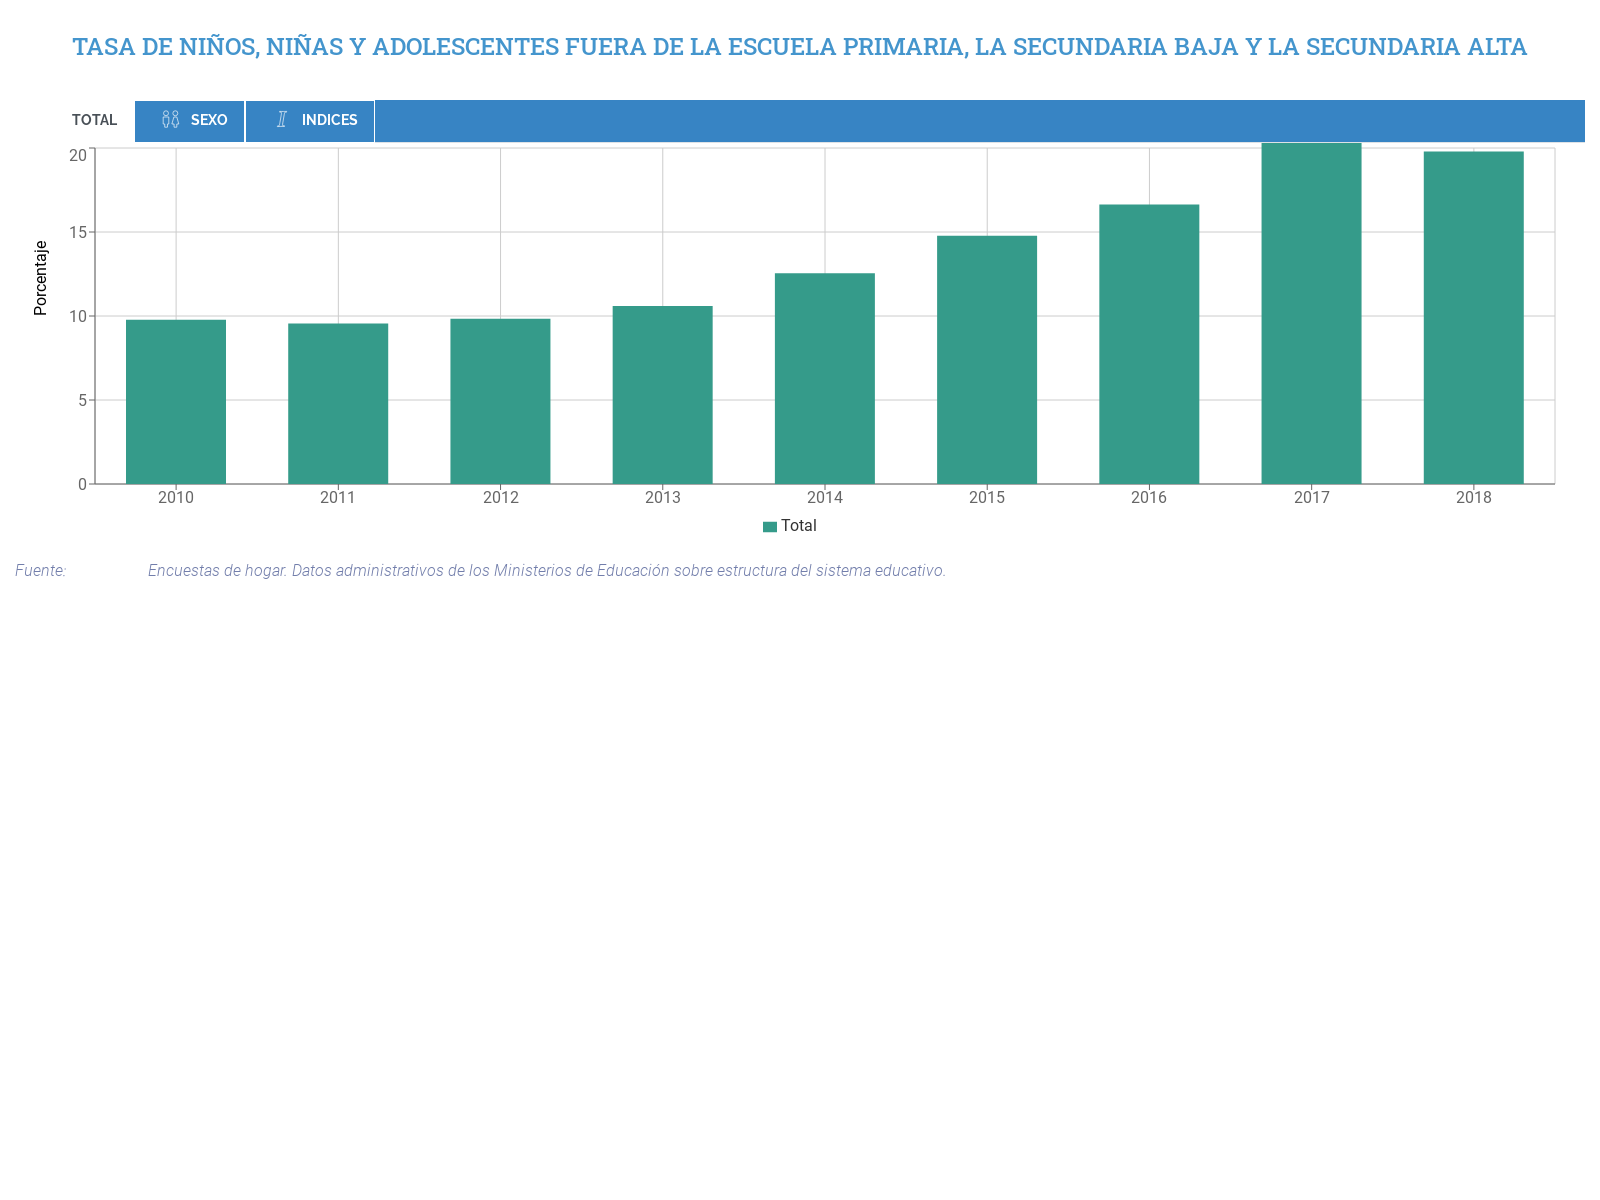 TASA DE NIÑOS, NIÑAS Y ADOLESCENTES FUERA DE LA ESCUELA PRIMARIA, LA SECUNDARIA BAJA Y LA SECUNDARIA ALTA
TOTAL SEXO INDICES
20
15
10
5
0
Porcentaje
2010 2011 2012 2013 2014 2015 2016 2017 2018
Total
Fuente: Encuestas de hogar. Datos administrativos de los Ministerios de Educación sobre estructura del sistema educativo.